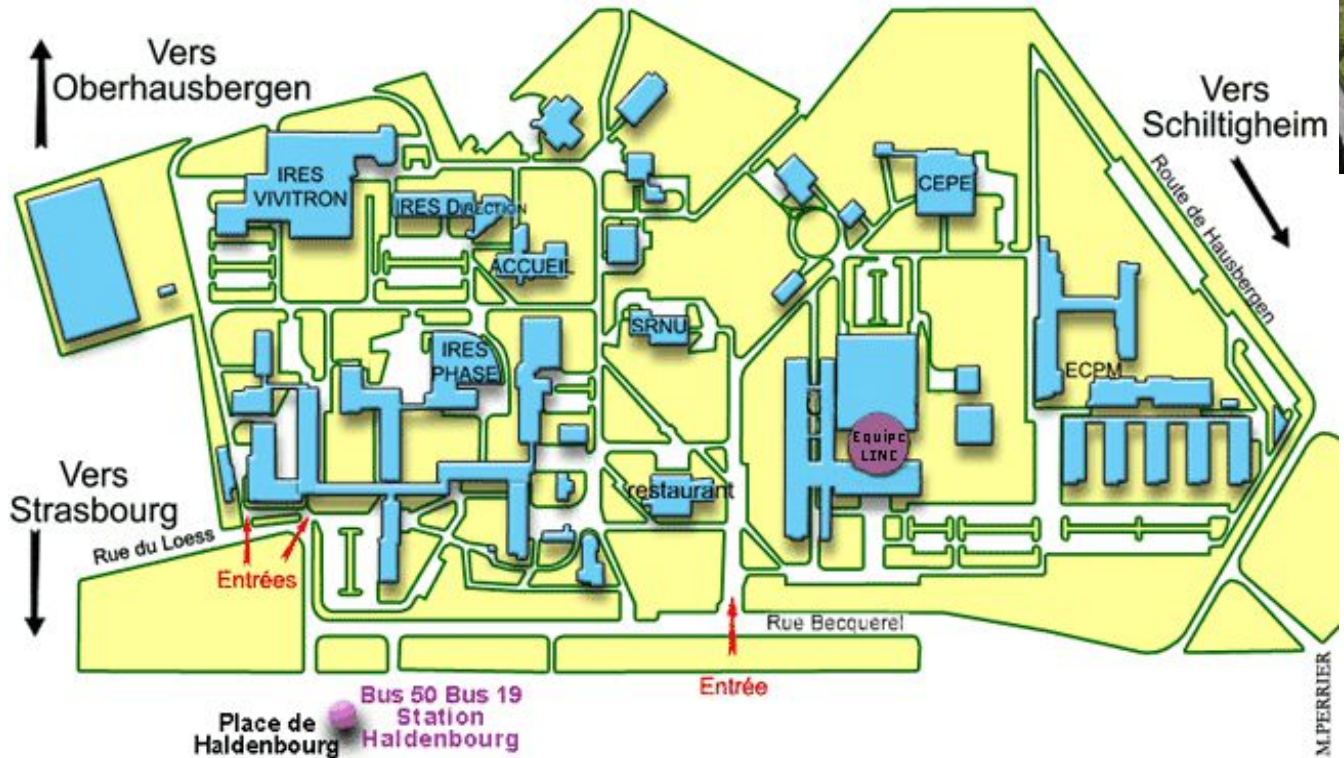 Vers
Oberhausbergen
Vers
Schiltigheim
Route de Hausbergen
IRES
VIVITRON
IRES DIRECTION
ACCUEIL
CEPE
SRNU
IRES
PHASE
ECPM
Equipe
LINC
restaurant
Vers
Strasbourg
Rue du Loess
Entrées
Rue Becquerel
Entrée
Bus 50 Bus 19
Station
Haldenbourg
Place de
Haldenbourg
M.PERRIER